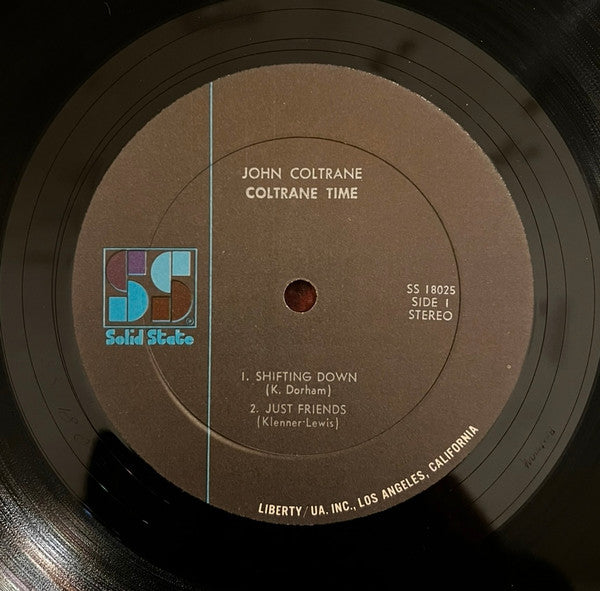 JOHN COLTRANE
COLTRANE TIME
SS
Solid State
®
SS 18025
SIDE 1
STEREO
1. SHIFTING DOWN
(K. Dorham)
2. JUST FRIENDS
(Klenner-Lewis)
LIBERTY/UA. INC., LOS ANGELES, CALIFORNIA